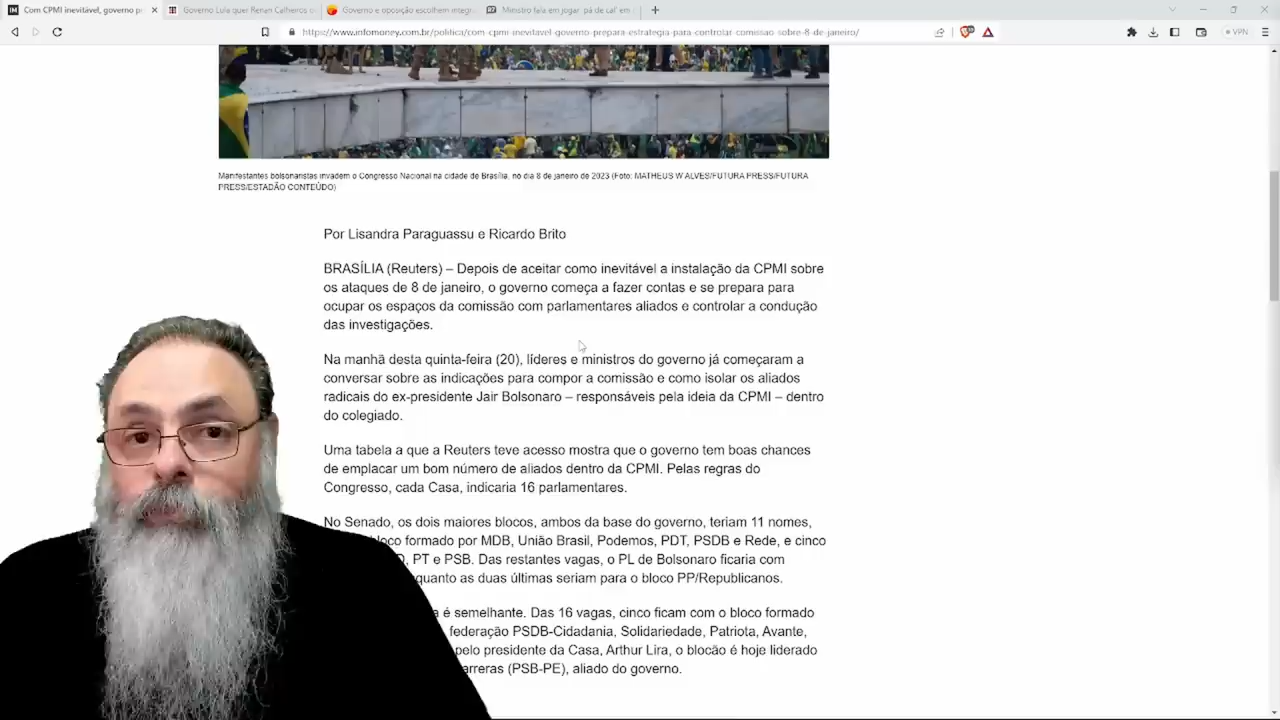 Com CPMI inevitável, governo p
Governo Lula quer Renan Calheiros
Governo e oposição escolhem integr
Ministro fala em jogar 'pá de cal' em
https://www.infomoney.com.br/politica/com-cpmi-inevitavel-governo-prepara-estrategia-para-controlar-comissao-sobre-8-de-janeiro/
VPN
Manifestantes bolsonaristas invadem o Congresso Nacional na cidade de Brasília, no dia 8 de janeiro de 2023 (Foto: MATHEUS W ALVES/FUTURA PRESS/FUTURA
PRESS/ESTADÃO CONTEÚDO)
Por Lisandra Paraguassu e Ricardo Brito
BRASÍLIA (Reuters) – Depois de aceitar como inevitável a instalação da CPMI sobre
os ataques de 8 de janeiro, o governo começa a fazer contas e se prepara para
ocupar os espaços da comissão com parlamentares aliados e controlar a condução
das investigações.
Na manhã desta quinta-feira (20), líderes e ministros do governo já começaram a
conversar sobre as indicações para compor a comissão e como isolar os aliados
radicais do ex-presidente Jair Bolsonaro – responsáveis pela ideia da CPMI – dentro
do colegiado.
Uma tabela a que a Reuters teve acesso mostra que o governo tem boas chances
de emplacar um bom número de aliados dentro da CPMI. Pelas regras do
Congresso, cada Casa, indicaria 16 parlamentares.
No Senado, os dois maiores blocos, ambos da base do governo, teriam 11 nomes,
formado por MDB, União Brasil, Podemos, PDT, PSDB e Rede, e cinco
PT e PSB. Das restantes vagas, o PL de Bolsonaro ficaria com
quanto as duas últimas seriam para o bloco PP/Republicanos.
é semelhante. Das 16 vagas, cinco ficam com o bloco formado
federação PSDB-Cidadania, Solidariedade, Patriota, Avante,
pelo presidente da Casa, Arthur Lira, o blocão é hoje liderado
arreras (PSB-PE), aliado do governo.